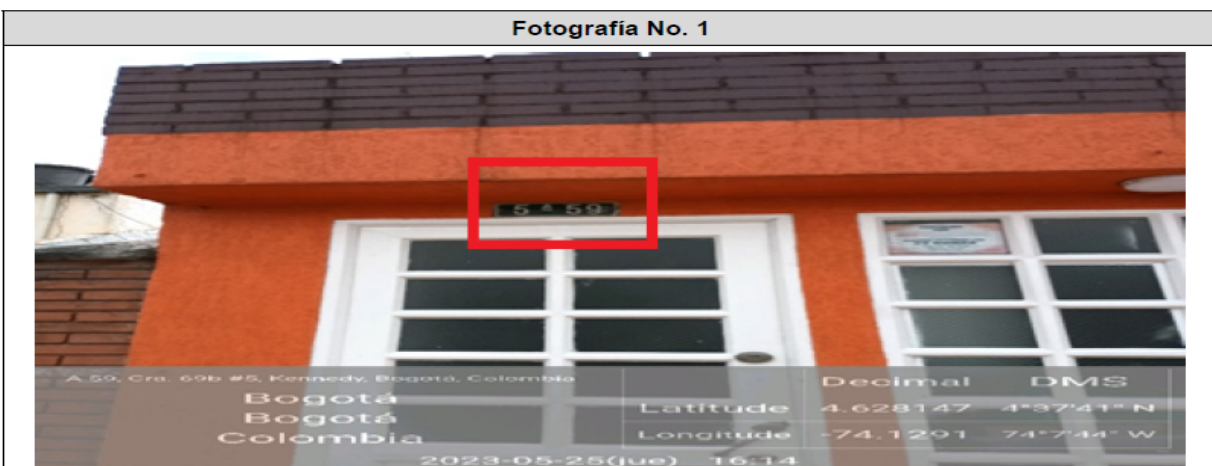 Fotografía No. 1
5 A 59
A 59, Cra. 69b #5, Kennedy, Bogotá, Colombia
Bogotá
Bogotá
Colombia
Decimal DMS
Latitude 4.628147 4°37'41" N
Longitude -74.1291 74°7'44" W
2023-05-25(jue) 16:14